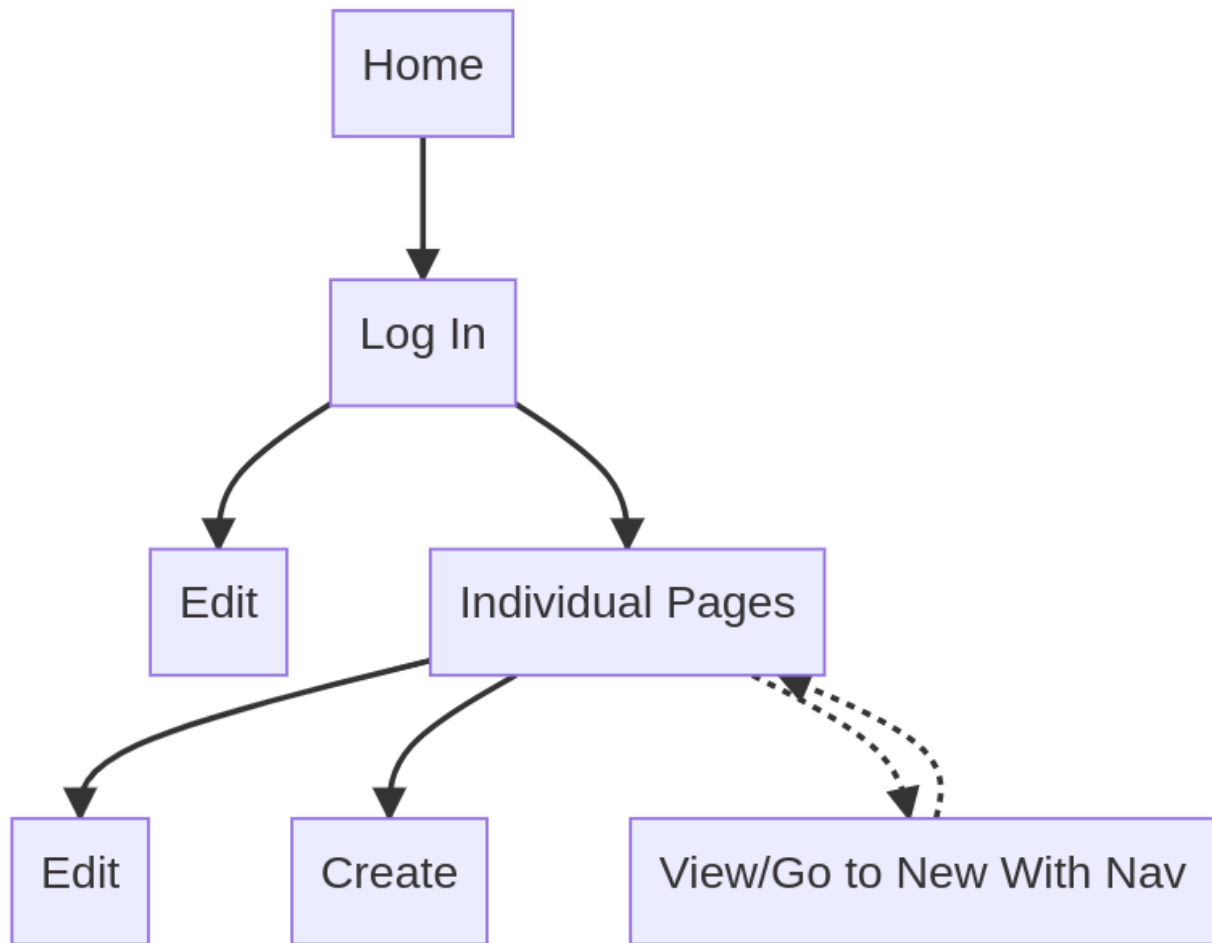 Home
Log In
Edit
Individual Pages
Edit
Create
View/Go to New With Nav